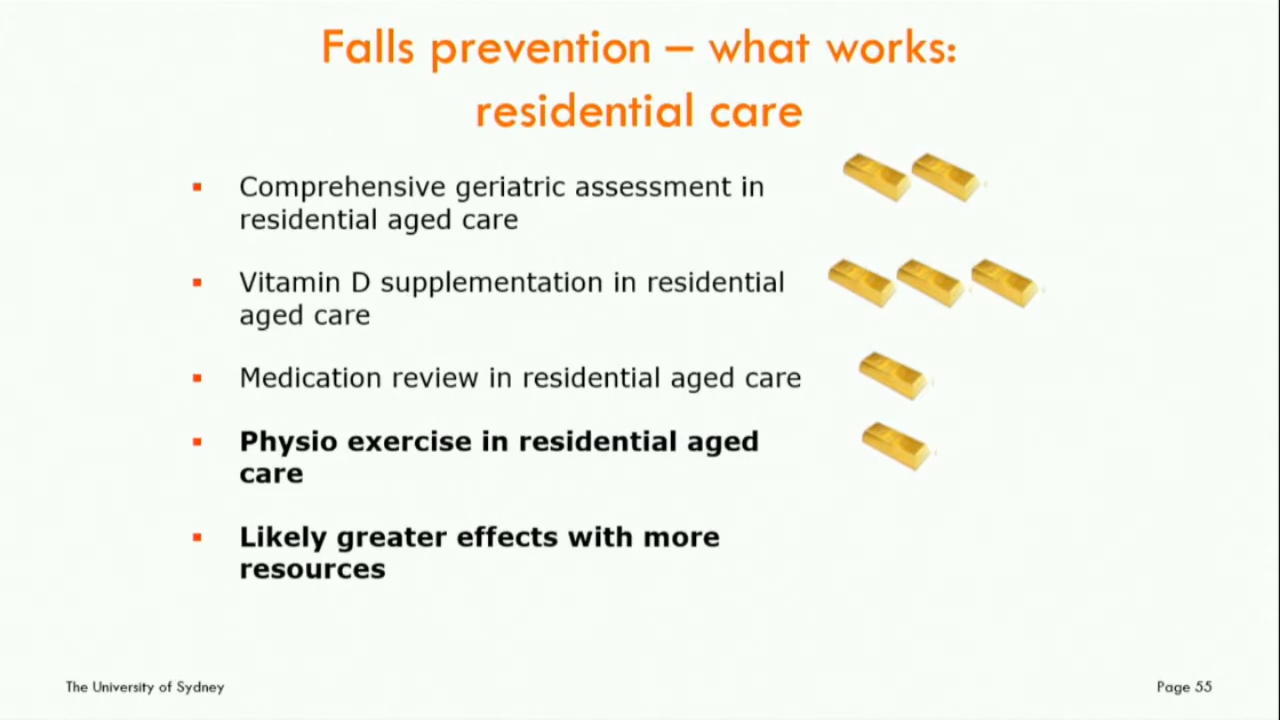 Falls prevention – what works:
residential care
▪ Comprehensive geriatric assessment in
residential aged care
▪ Vitamin D supplementation in residential
aged care
▪ Medication review in residential aged care
▪ Physio exercise in residential aged
care
▪ Likely greater effects with more
resources
The University of Sydney
Page 55